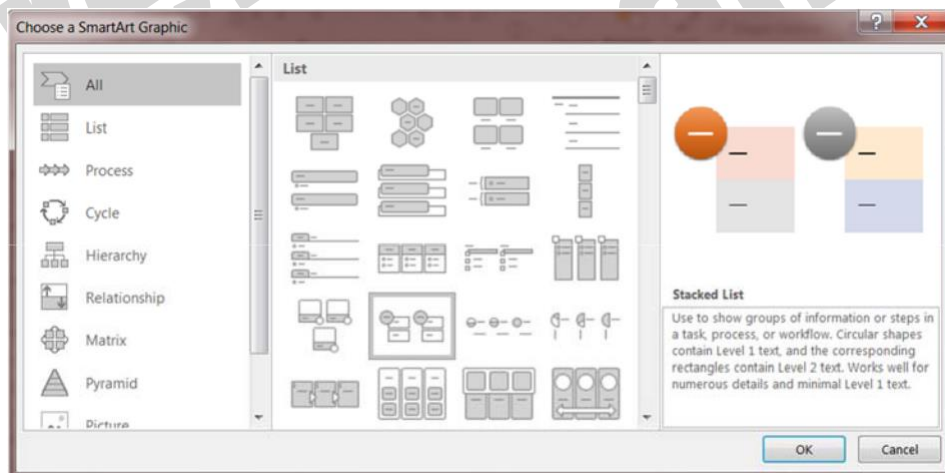 Choose a SmartArt Graphic
All
List
Process
Cycle
Hierarchy
Relationship
Matrix
Pyramid
Picture
List
Stacked List
Use to show groups of information or steps in
a task, process, or workflow. Circular shapes
contain Level 1 text, and the corresponding
rectangles contain Level 2 text. Works well for
numerous details and minimal Level 1 text.
OK
Cancel